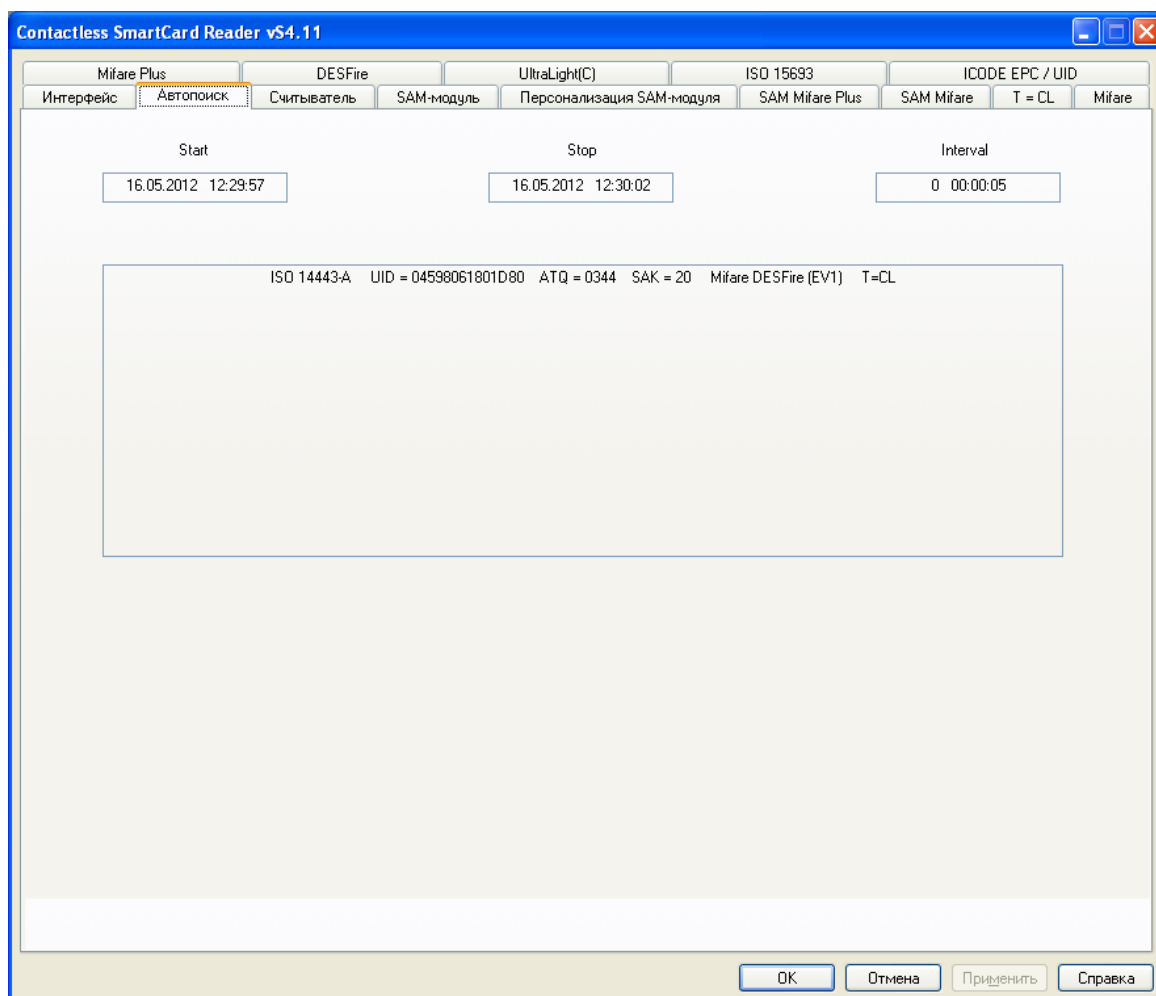 Contactless SmartCard Reader vS4.11
Mifare Plus DESFire UltraLight(C) ISO 15693 ICODE EPC / UID
Интерфейс Автопоиск Считыватель SAM-модуль Персонализация SAM-модуля SAM Mifare Plus SAM Mifare T = CL Mifare
Start Stop Interval
16.05.2012 12:29:57 16.05.2012 12:30:02 0 00:00:05
ISO 14443-A UID = 04598061801D80 ATQ = 0344 SAK = 20 Mifare DESFire (EV1) T=CL
OK Отмена Применить Справка